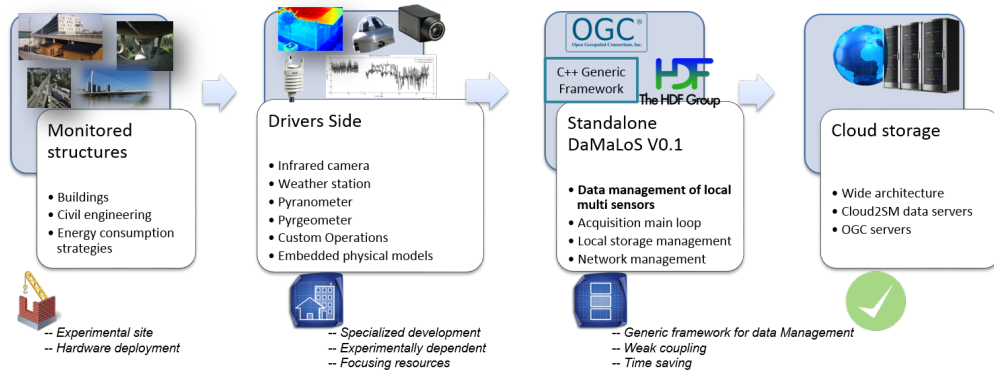 Monitored
structures
• Buildings
• Civil engineering
• Energy consumption
strategies
-- Experimental site
-- Hardware deployment
Drivers Side
• Infrared camera
• Weather station
• Pyranometer
• Pyrgeometer
• Custom Operations
• Embedded physical models
-- Specialized development
-- Experimentally dependent
-- Focusing resources
OGC
Open Geospatial Consortium, Inc.
C++ Generic
Framework
HDF
The HDF Group
Standalone
DaMaLoS V0.1
• Data management of local
multi sensors
• Acquisition main loop
• Local storage management
• Network management
-- Generic framework for data Management
-- Weak coupling
-- Time saving
Cloud storage
• Wide architecture
• Cloud2SM data servers
• OGC servers